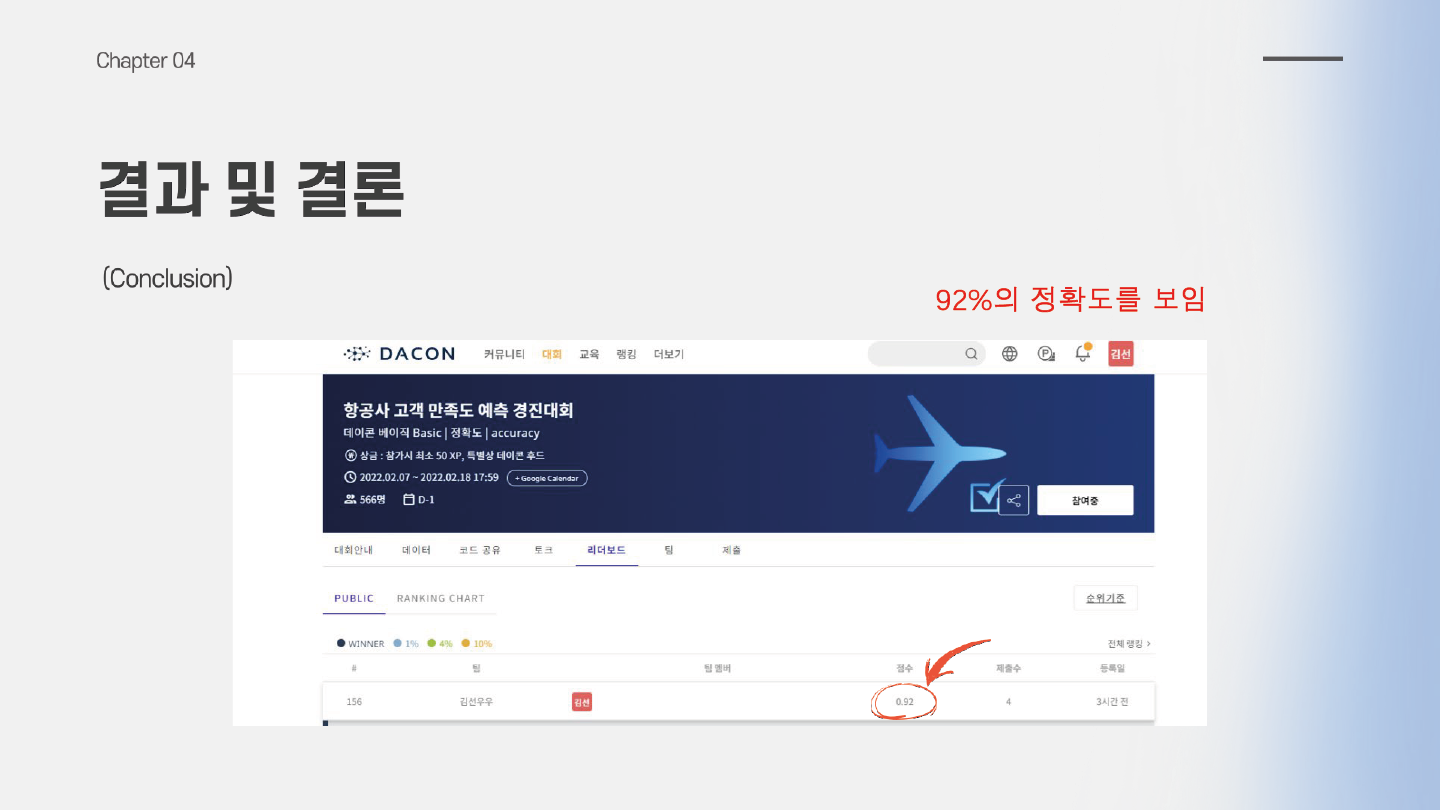 Chapter 04
결과 및 결론
(Conclusion)
92%의 정확도를 보임
DACON 커뮤니티 대회 교육 랭킹 더보기 김선
항공사 고객 만족도 예측 경진대회
데이콘 베이직 Basic | 정확도 | accuracy
상금 : 참가시 최소 50 XP, 특별상 데이콘 후드
2022.02.07 ~ 2022.02.18 17:59 + Google Calendar
566명 D-1 참여중
대회안내 데이터 코드 공유 토크 리더보드 팀 제출
PUBLIC RANKING CHART 순위기준
WINNER 1% 4% 10% 전체 랭킹 >
# 팀 팀 멤버 점수 제출수 등록일
156 김선우우 김선 0.92 4 3시간 전